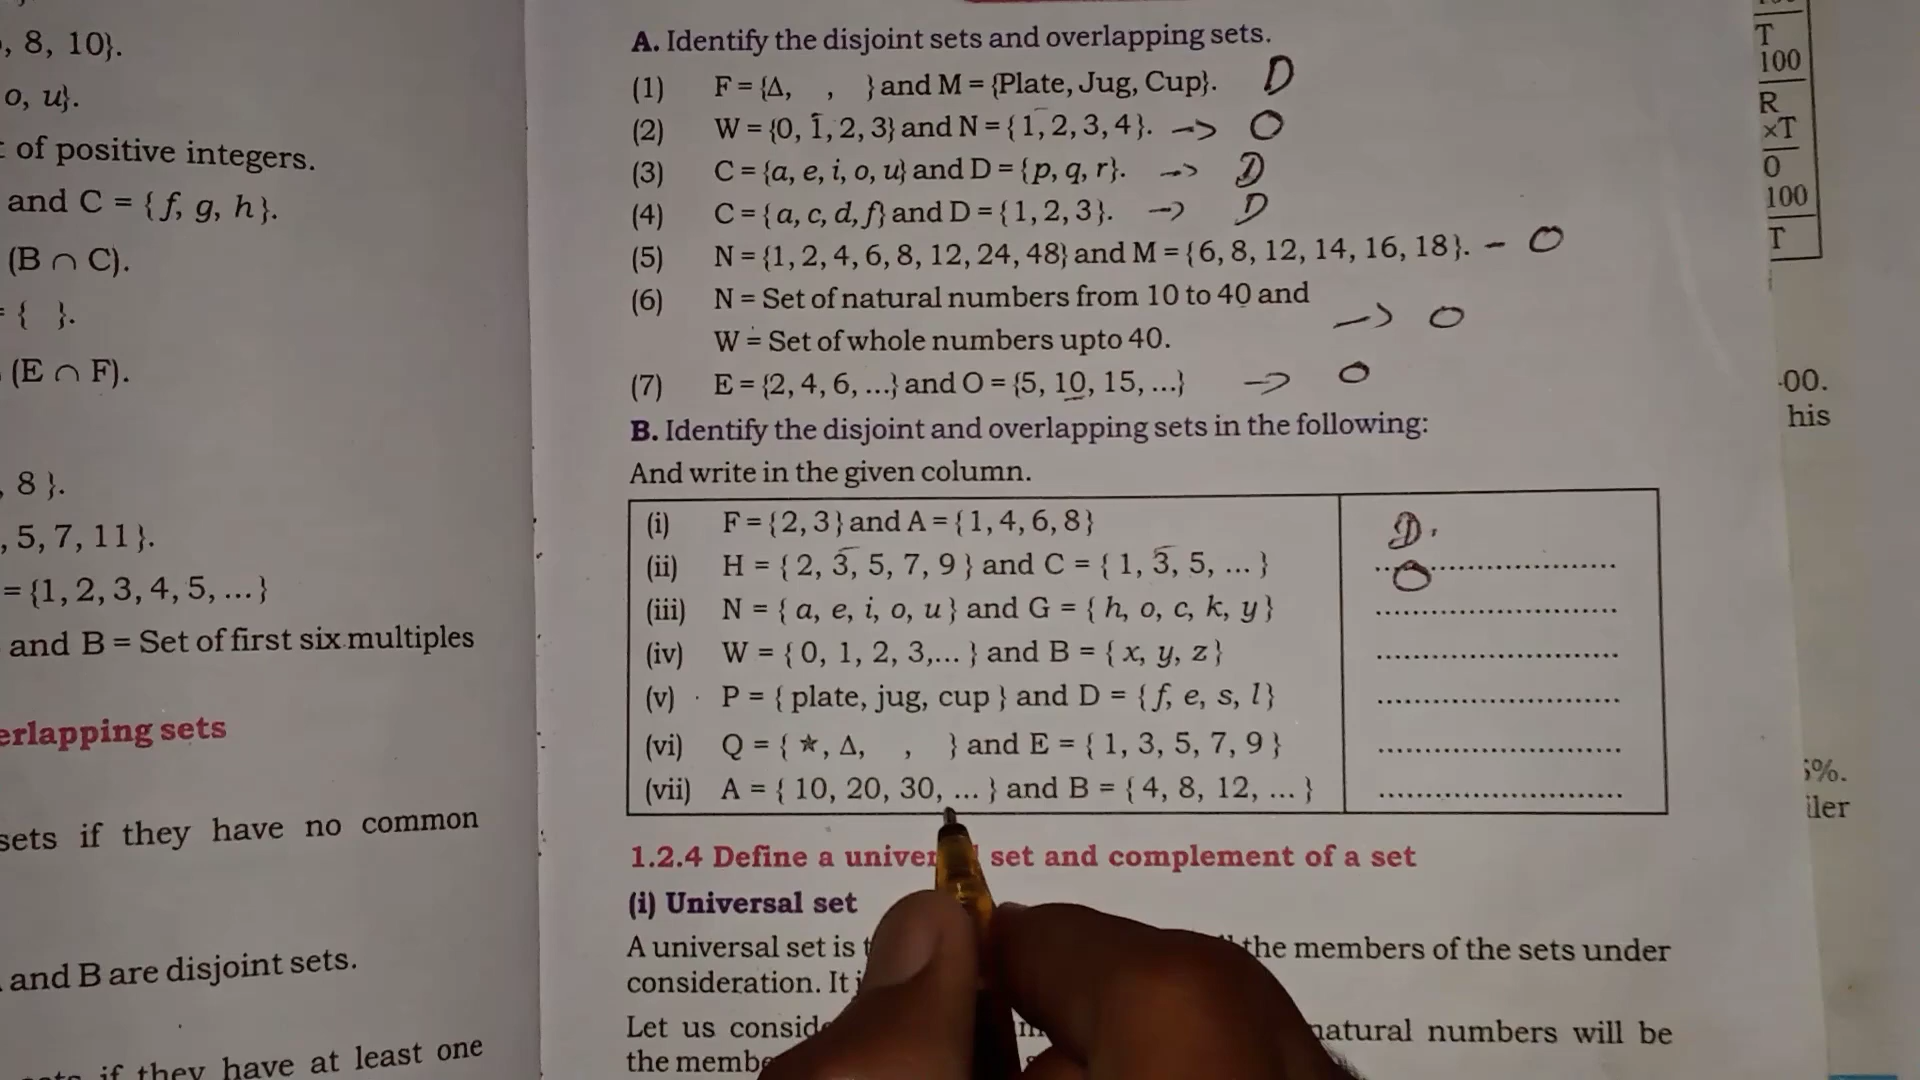 , 8, 10}.
o, u}.
of positive integers.
and C = {f, g, h}.
(B ∩ C).
= { }.
(E ∩ F).
, 8 }.
, 5, 7, 11 }.
= {1, 2, 3, 4, 5, ...}
and B = Set of first six multiples
erlapping sets
sets if they have no common
and B are disjoint sets.
if they have at least one
A. Identify the disjoint sets and overlapping sets.
(1) F = {Δ, , } and M = {Plate, Jug, Cup}. D
(2) W = {0, 1, 2, 3} and N = {1, 2, 3, 4}. -> O
(3) C = {a, e, i, o, u} and D = {p, q, r}. -> D
(4) C = {a, c, d, f} and D = {1, 2, 3}. -> D
(5) N = {1, 2, 4, 6, 8, 12, 24, 48} and M = {6, 8, 12, 14, 16, 18}. - O
(6) N = Set of natural numbers from 10 to 40 and
W = Set of whole numbers upto 40. -> O
(7) E = {2, 4, 6, ...} and O = {5, 10, 15, ...} -> O
B. Identify the disjoint and overlapping sets in the following:
And write in the given column.
(i) F = {2, 3} and A = {1, 4, 6, 8} D.
(ii) H = { 2, 3, 5, 7, 9 } and C = { 1, 3, 5, ... } O
(iii) N = { a, e, i, o, u } and G = { h, o, c, k, y }
(iv) W = { 0, 1, 2, 3,... } and B = { x, y, z }
(v) P = { plate, jug, cup } and D = { f, e, s, l }
(vi) Q = { ★, Δ, , } and E = { 1, 3, 5, 7, 9 }
(vii) A = { 10, 20, 30, ... } and B = { 4, 8, 12, ... }
1.2.4 Define a univer set and complement of a set
(i) Universal set
A universal set is the members of the sets under
consideration. It
Let us natural numbers will be
the
T
100
R
×T
O
100
T
00.
his
%.
iler